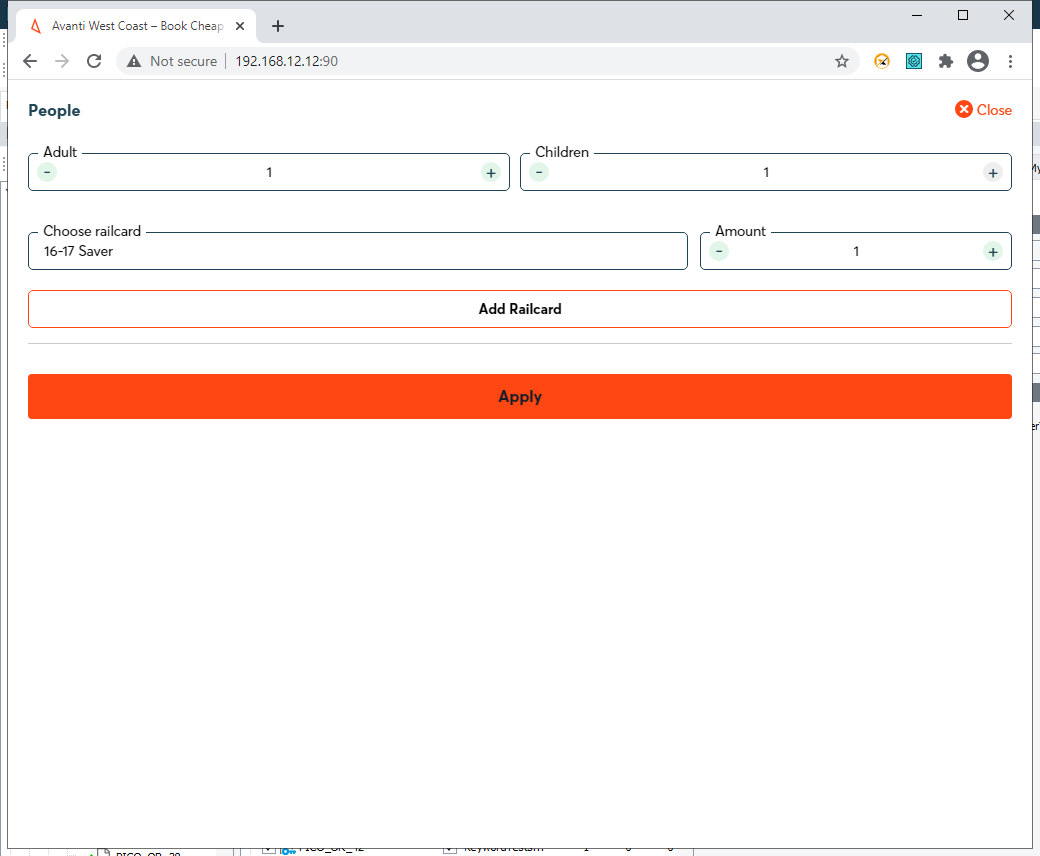 Avanti West Coast – Book Cheap
Not secure
192.168.12.12:90
People
Close
Adult
Children
- 1 +
- 1 +
Choose railcard
Amount
16-17 Saver
- 1 +
Add Railcard
Apply